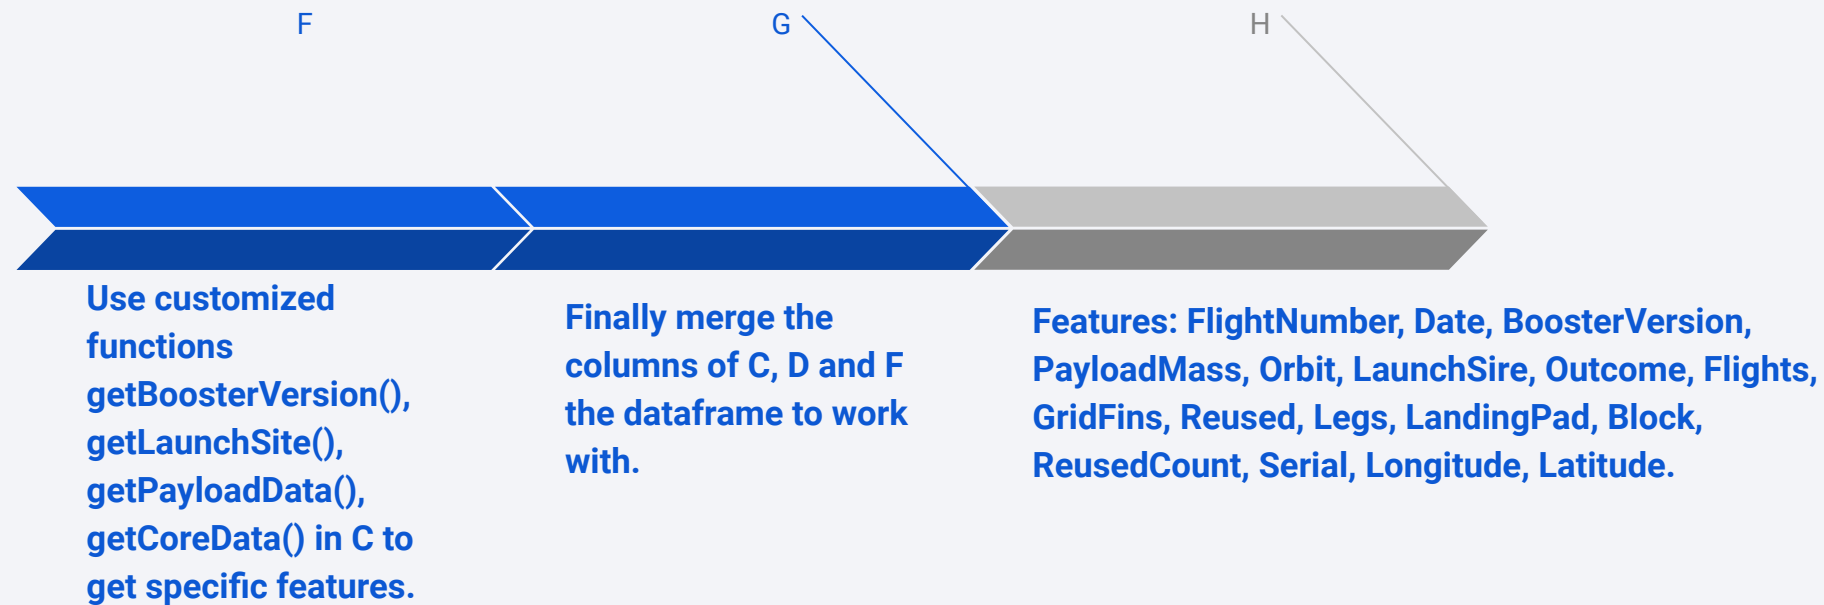 F
G
H
Use customized
functions
getBoosterVersion(),
getLaunchSite(),
getPayloadData(),
getCoreData() in C to
get specific features.
Finally merge the
columns of C, D and F
the dataframe to work
with.
Features: FlightNumber, Date, BoosterVersion,
PayloadMass, Orbit, LaunchSire, Outcome, Flights,
GridFins, Reused, Legs, LandingPad, Block,
ReusedCount, Serial, Longitude, Latitude.